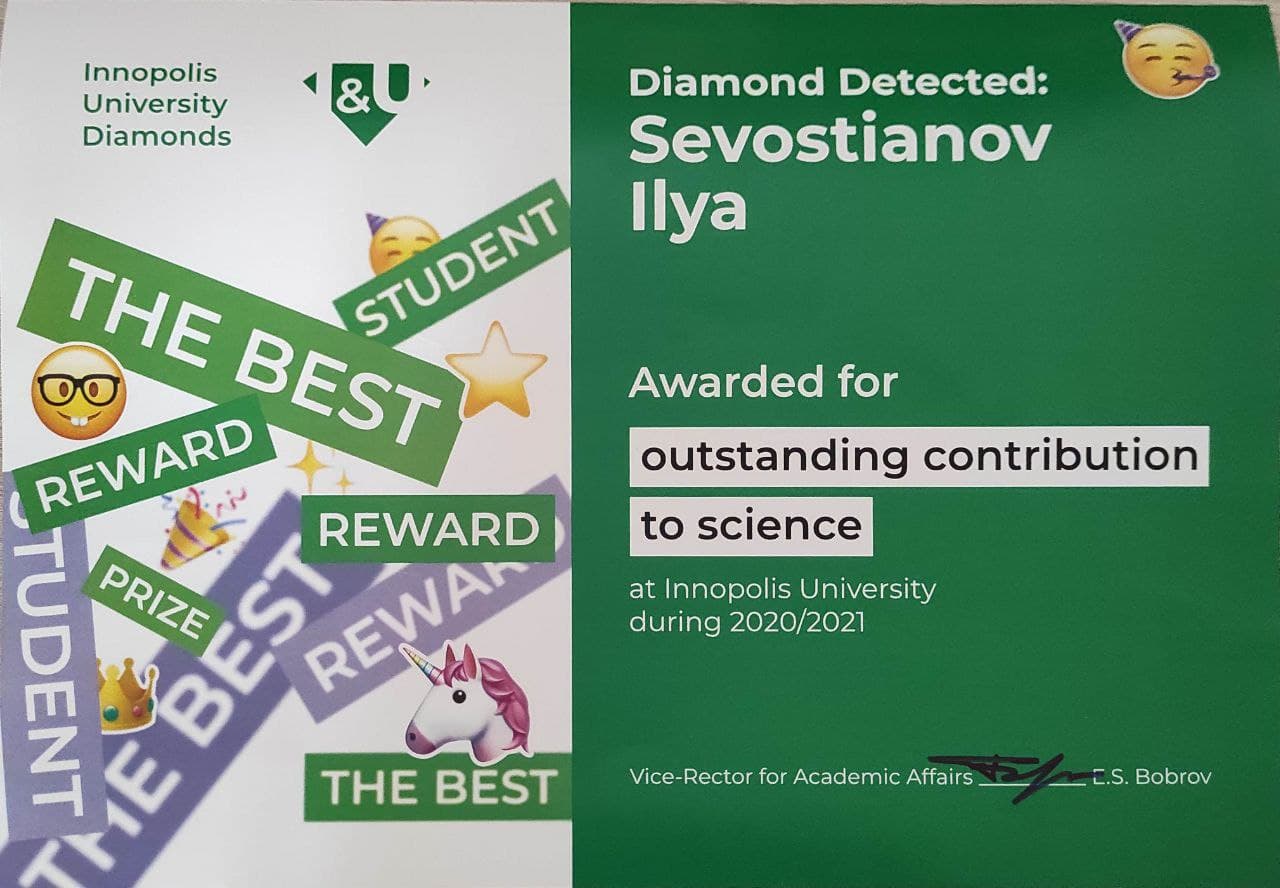 Innopolis
University
Diamonds
&U
STUDENT
THE BEST
REWARD
REWARD
STUDENT
PRIZE
THE BEST
REWARD
THE BEST
Diamond Detected:
Sevostianov
Ilya
Awarded for
outstanding contribution
to science
at Innopolis University
during 2020/2021
Vice-Rector for Academic Affairs E.S. Bobrov